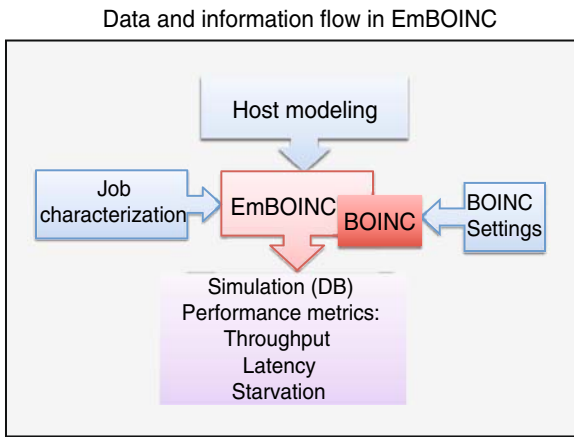 Data and information flow in EmBOINC
Host modeling
Job
characterization
EmBOINC
BOINC
BOINC
Settings
Simulation (DB)
Performance metrics:
Throughput
Latency
Starvation